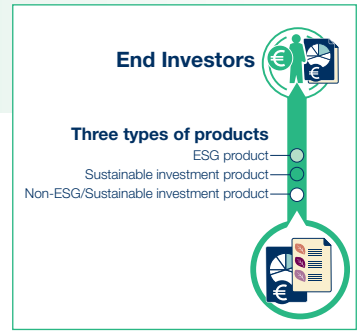 End Investors
€
€
Three types of products
ESG product
Sustainable investment product
Non-ESG/Sustainable investment product
€